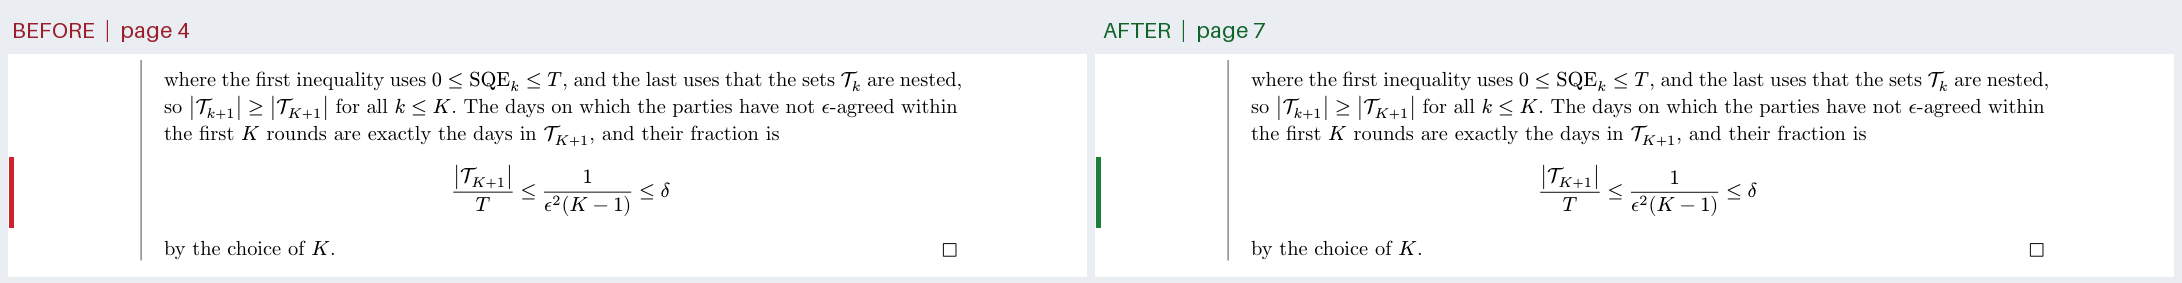 BEFORE | page 4
where the first inequality uses 0 ≤ SQE_k ≤ T, and the last uses that the sets 𝒯_k are nested,
so |𝒯_{k+1}| ≥ |𝒯_{K+1}| for all k ≤ K. The days on which the parties have not ϵ-agreed within
the first K rounds are exactly the days in 𝒯_{K+1}, and their fraction is
|𝒯_{K+1}| / T ≤ 1 / ϵ²(K − 1) ≤ δ
by the choice of K. □
AFTER | page 7
where the first inequality uses 0 ≤ SQE_k ≤ T, and the last uses that the sets 𝒯_k are nested,
so |𝒯_{k+1}| ≥ |𝒯_{K+1}| for all k ≤ K. The days on which the parties have not ϵ-agreed within
the first K rounds are exactly the days in 𝒯_{K+1}, and their fraction is
|𝒯_{K+1}| / T ≤ 1 / ϵ²(K − 1) ≤ δ
by the choice of K. □